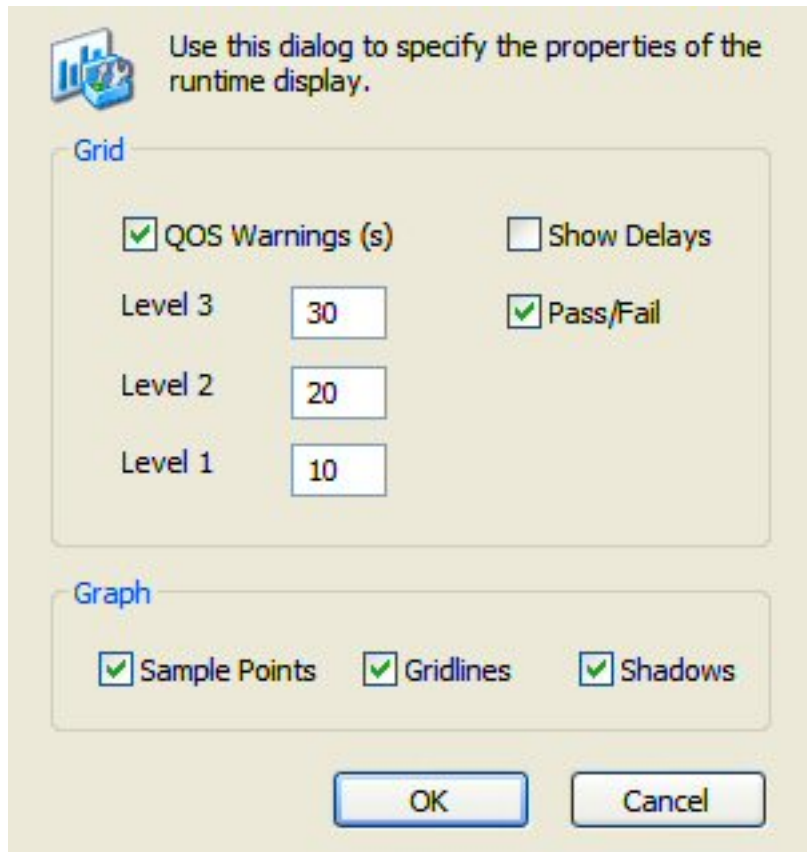 Use this dialog to specify the properties of the
runtime display.
Grid
QOS Warnings (s)
Show Delays
Level 3
30
Pass/Fail
Level 2
20
Level 1
10
Graph
Sample Points
Gridlines
Shadows
OK
Cancel